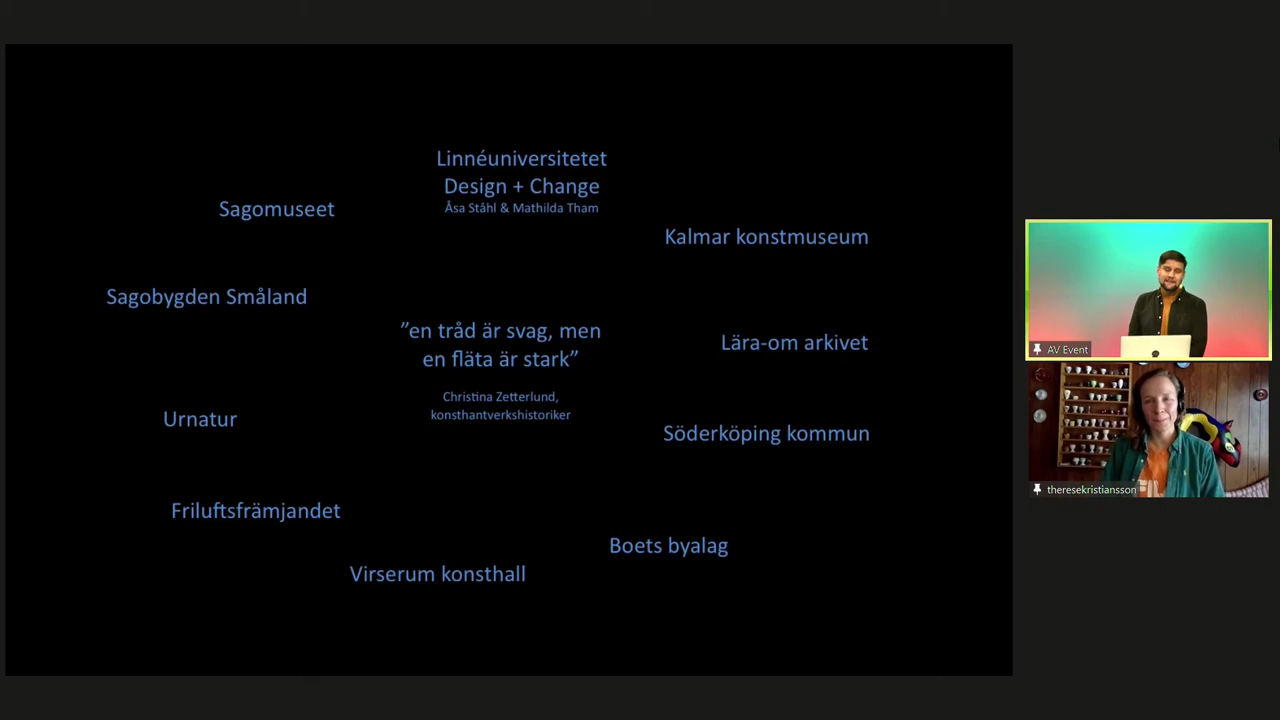 Linnéuniversitetet
Design + Change
Åsa Ståhl & Mathilda Tham
Sagomuseet
Kalmar konstmuseum
Sagobygden Småland
”en tråd är svag, men
en fläta är stark”
Lära-om arkivet
Christina Zetterlund,
konsthantverkshistoriker
Urnatur
Söderköping kommun
Friluftsfrämjandet
Boets byalag
Virserum konsthall
AV Event
theresekristiansson